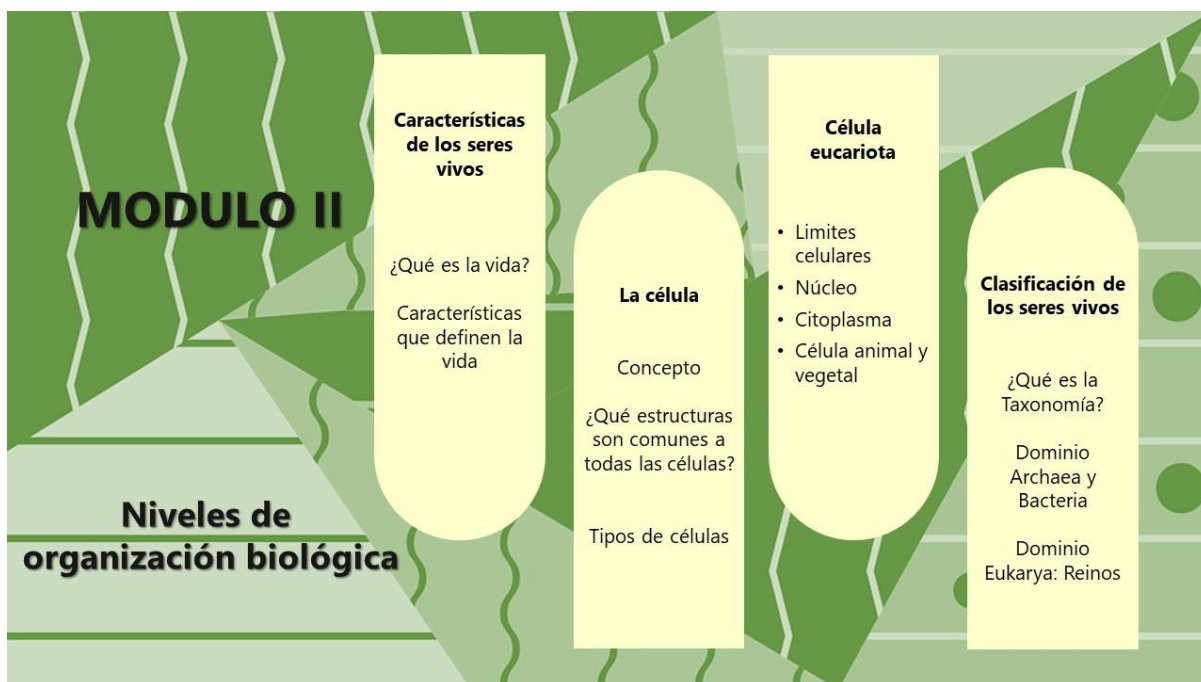 MODULO II
Niveles de
organización biológica
Características
de los seres
vivos
¿Qué es la vida?
Características
que definen la
vida
La célula
Concepto
¿Qué estructuras
son comunes a
todas las células?
Tipos de células
Célula
eucariota
• Limites
celulares
• Núcleo
• Citoplasma
• Célula animal y
vegetal
Clasificación de
los seres vivos
¿Qué es la
Taxonomía?
Dominio
Archaea y
Bacteria
Dominio
Eukarya: Reinos